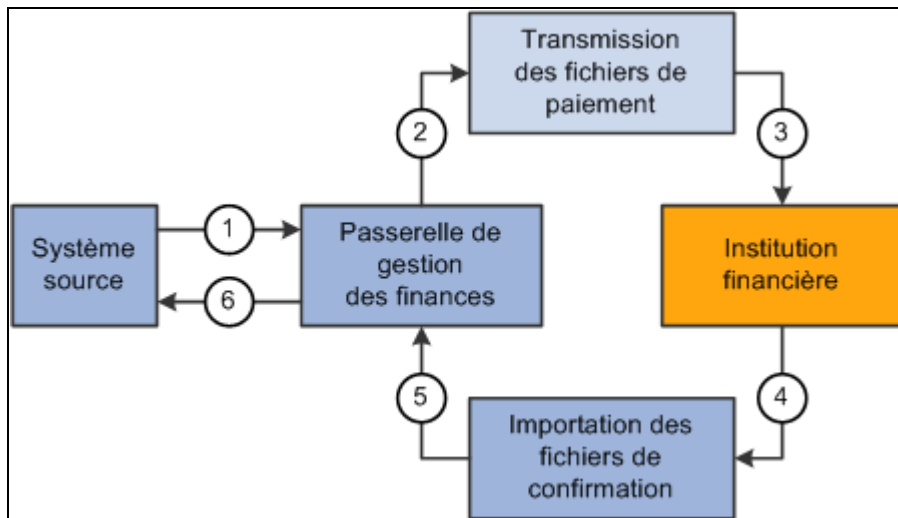 Transmission
des fichiers de
paiement
2
3
Système
source
1
6
Passerelle de
gestion
des finances
Institution
financière
5
4
Importation des
fichiers de
confirmation